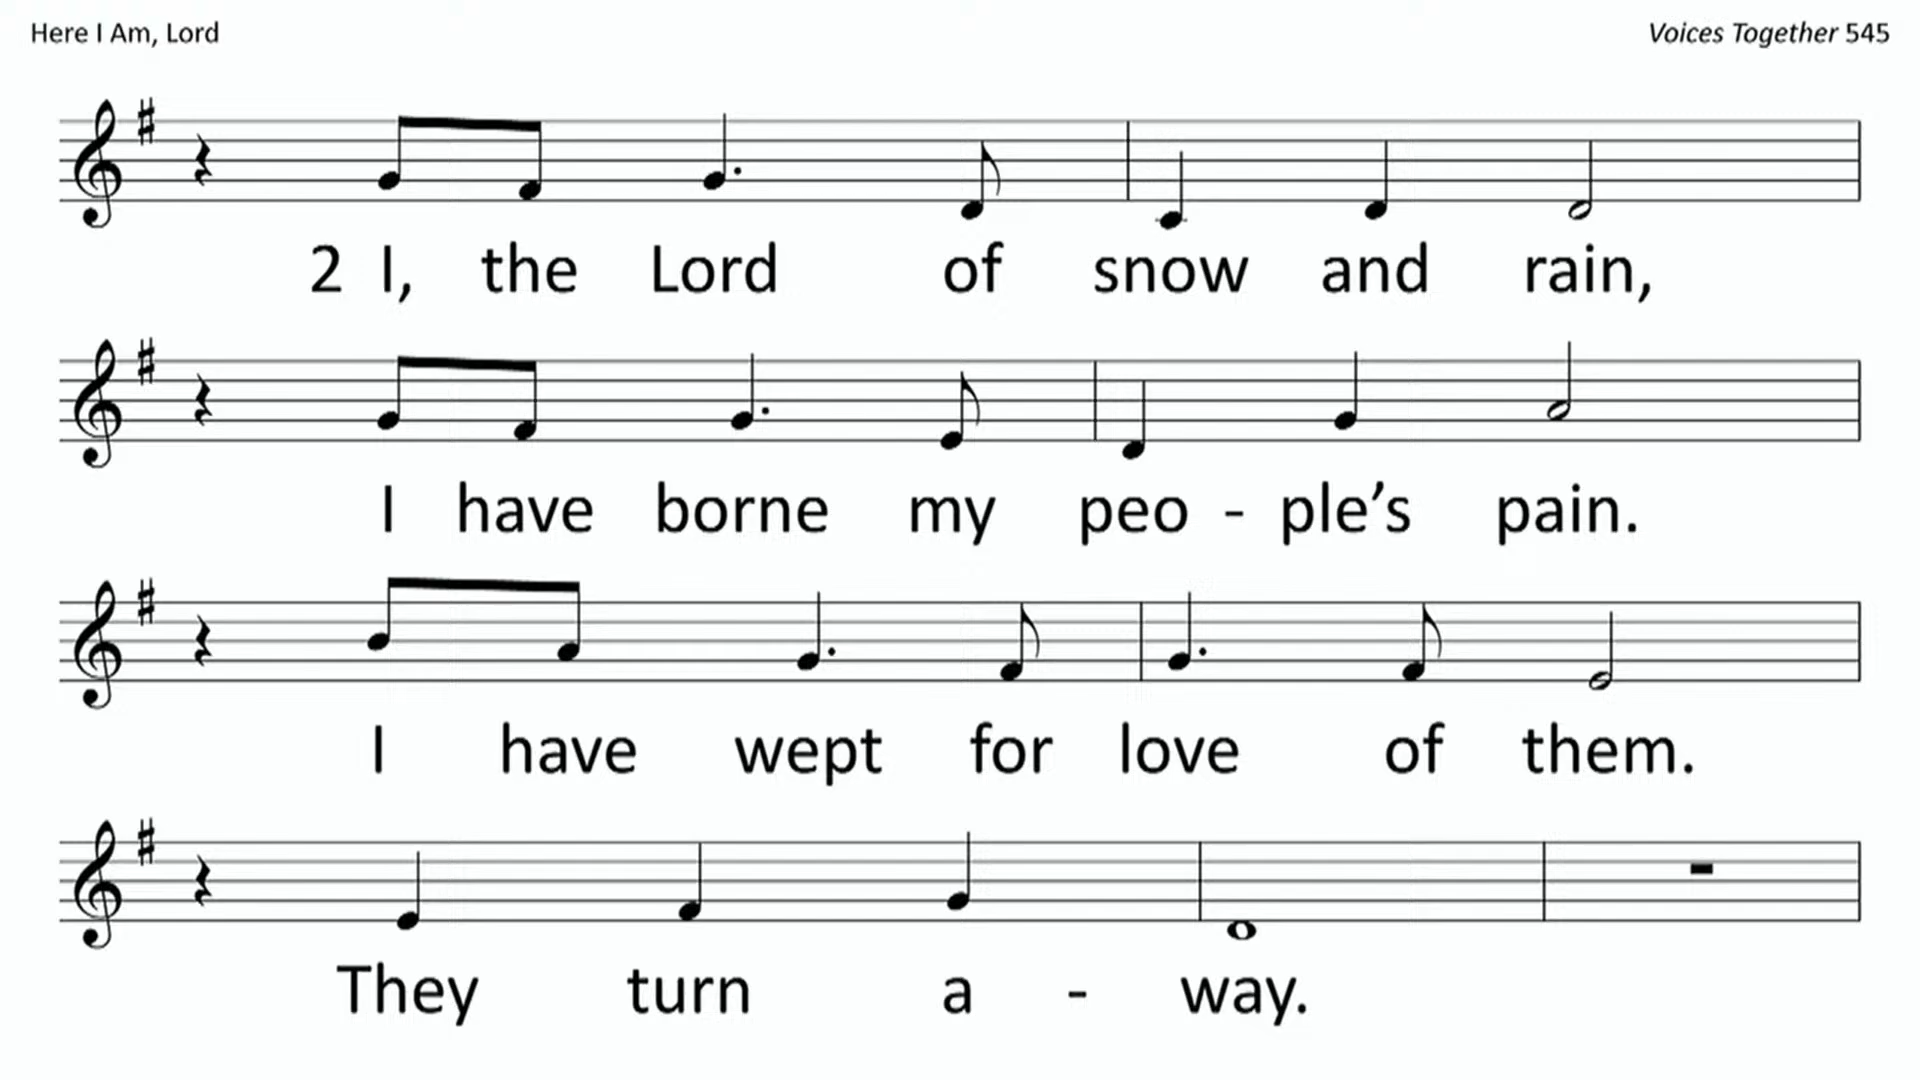 Here I Am, Lord
Voices Together 545
2 I, the Lord of snow and rain,
I have borne my peo - ple’s pain.
I have wept for love of them.
They turn a - way.